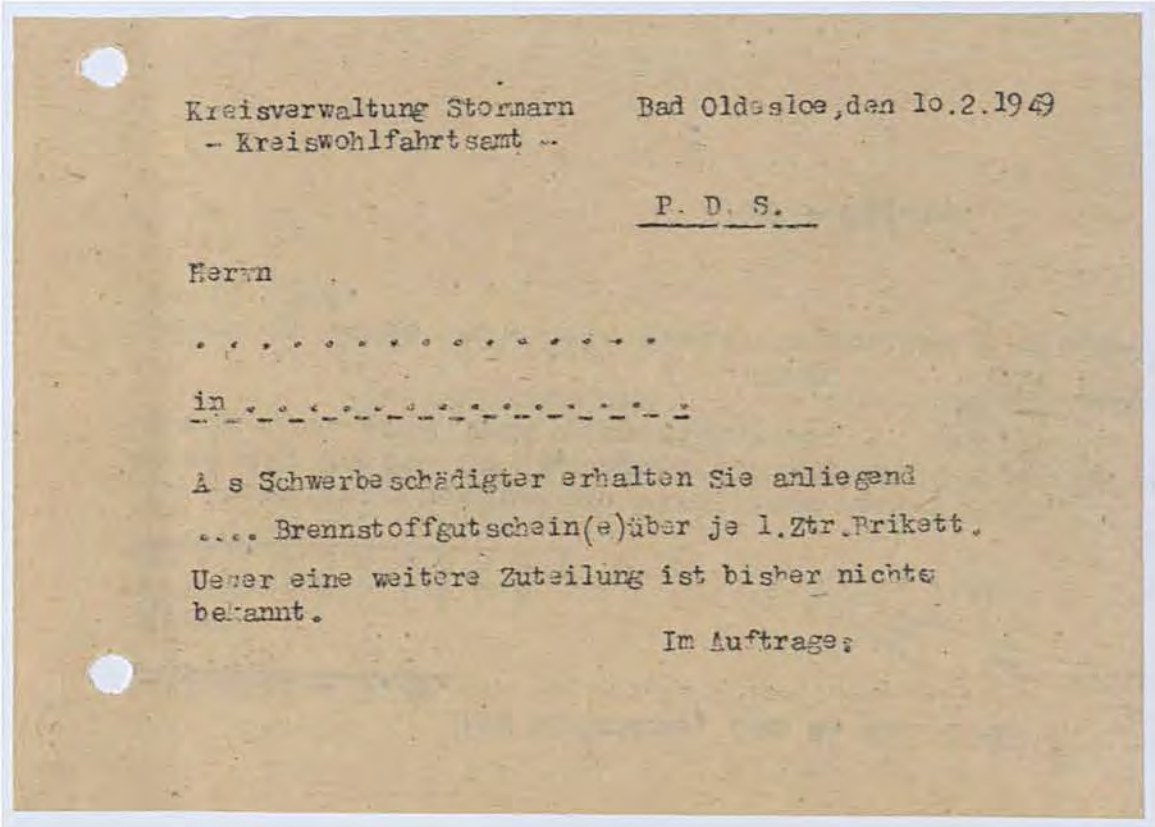 Kreisverwaltung Stormarn Bad Oldesloe,den 10.2.1949
- Kreiswohlfahrtsamt -
P. D. S.
Herrn
. . . . . . . . . . . . . . .
in . . . . . . . . . . . . . .
Als Schwerbeschädigter erhalten Sie anliegend
.... Brennstoffgutschein(e)über je 1.Ztr.Brikett.
Ueber eine weitere Zuteilung ist bisher nichts
bekannt.
Im Auftrage: